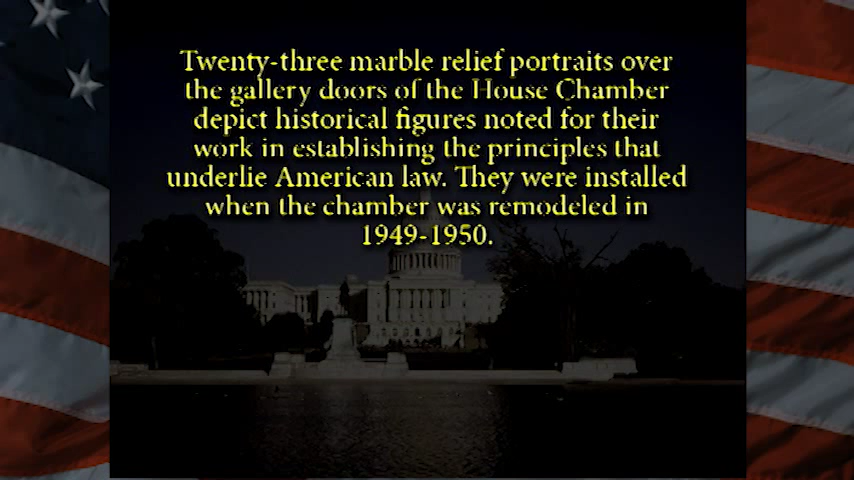 Twenty-three marble relief portraits over
the gallery doors of the House Chamber
depict historical figures noted for their
work in establishing the principles that
underlie American law. They were installed
when the chamber was remodeled in
1949-1950.